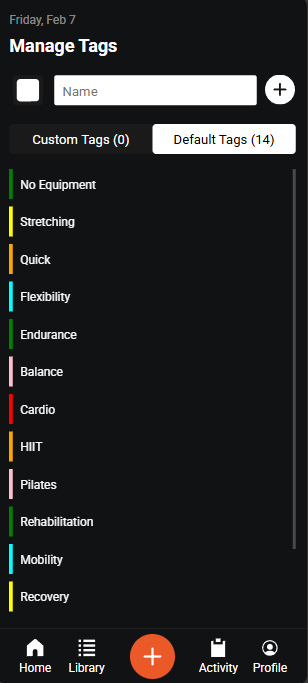 Friday, Feb 7
Manage Tags
Name
Custom Tags (0) Default Tags (14)
No Equipment
Stretching
Quick
Flexibility
Endurance
Balance
Cardio
HIIT
Pilates
Rehabilitation
Mobility
Recovery
Home Library Activity Profile